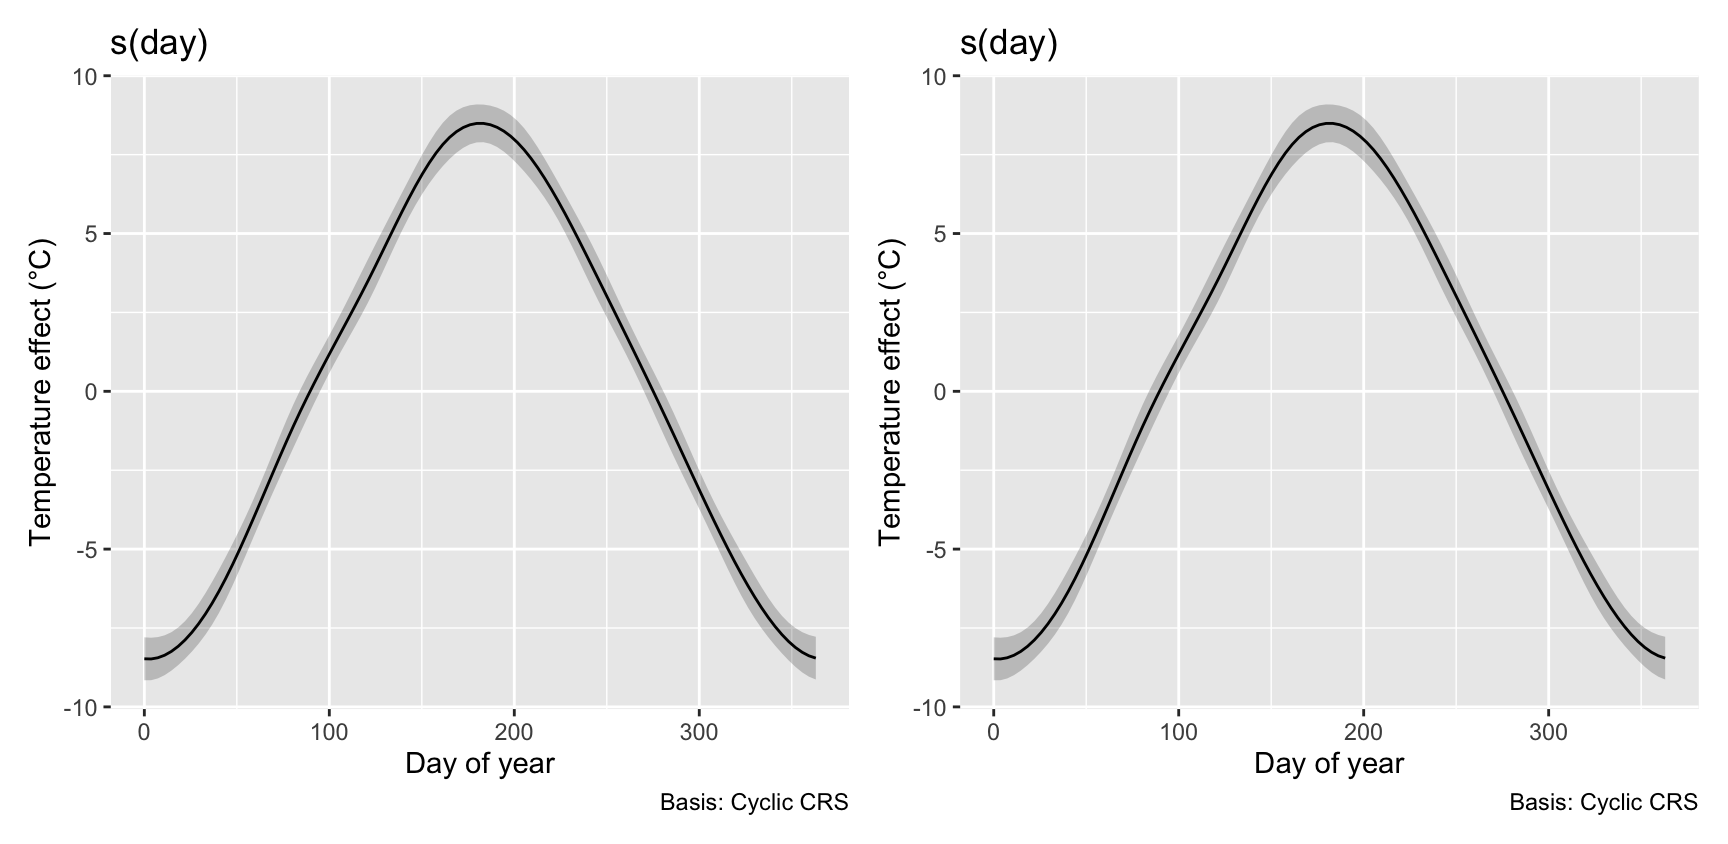 s(day)
10
5
0
-5
-10
Temperature effect (°C)
0 100 200 300
Day of year
Basis: Cyclic CRS
s(day)
10
5
0
-5
-10
Temperature effect (°C)
0 100 200 300
Day of year
Basis: Cyclic CRS